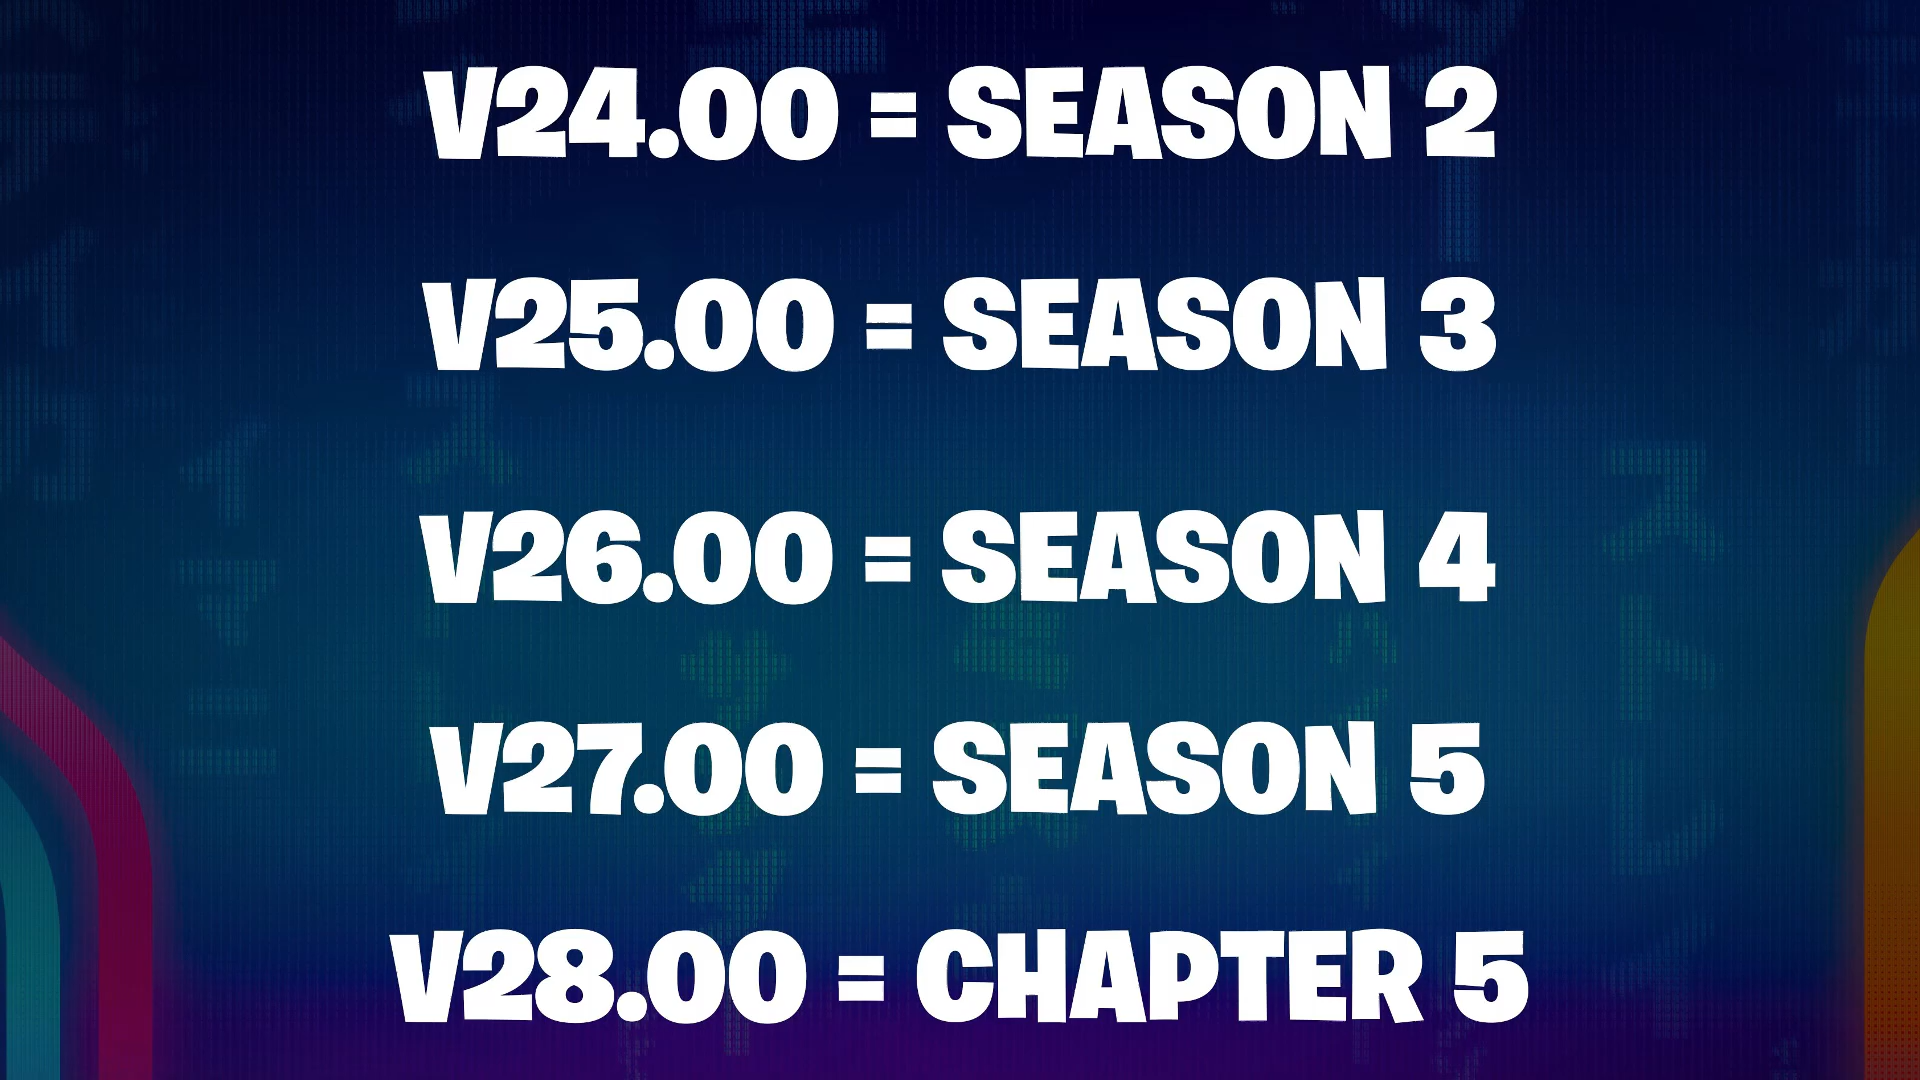 V24.00 = SEASON 2
V25.00 = SEASON 3
V26.00 = SEASON 4
V27.00 = SEASON 5
V28.00 = CHAPTER 5